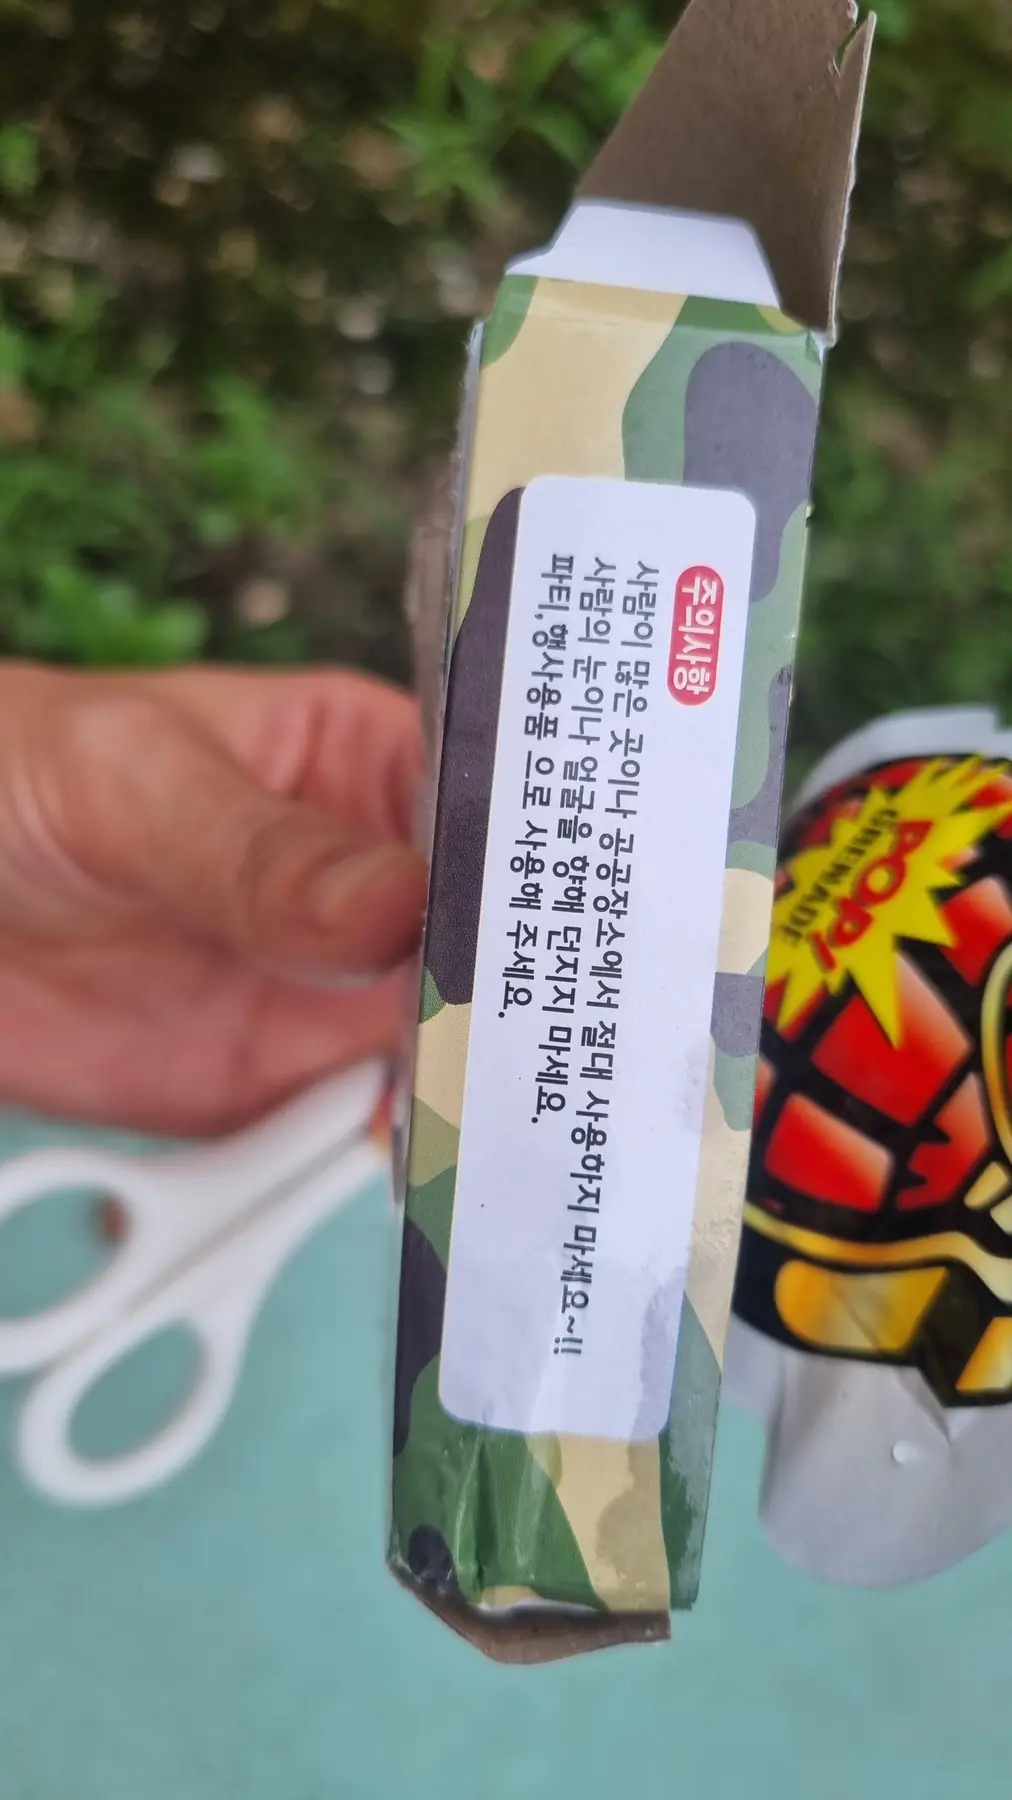 주의사항
사람이 많은 곳이나 공공장소에서 절대 사용하지 마세요~!!
사람의 눈이나 얼굴을 향해 던지지 마세요.
파티, 행사용품 으로 사용해 주세요.
POP!
GRENADE